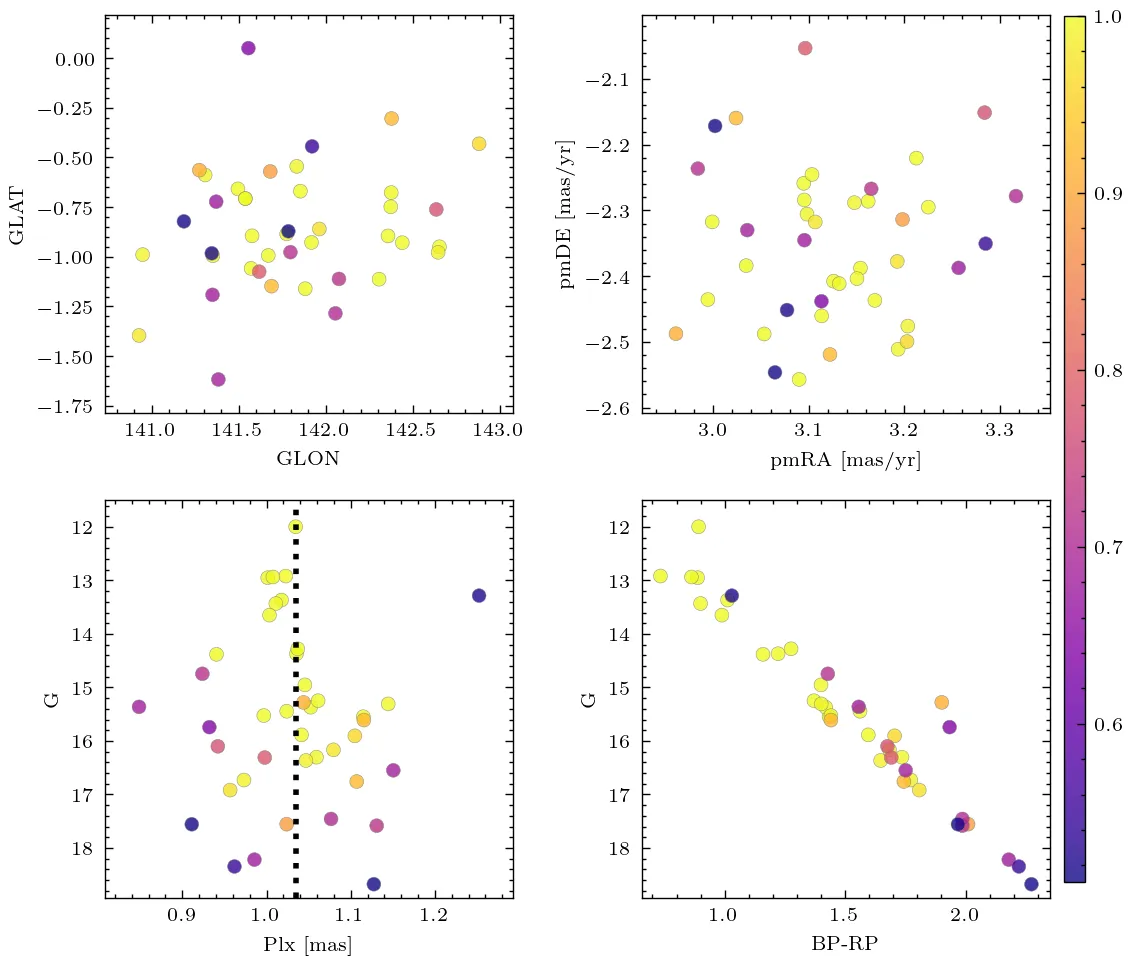 0.00
−0.25
−0.50
−0.75
−1.00
−1.25
−1.50
−1.75
GLAT
141.0 141.5 142.0 142.5 143.0
GLON
−2.1
−2.2
−2.3
−2.4
−2.5
−2.6
pmDE [mas/yr]
3.0 3.1 3.2 3.3
pmRA [mas/yr]
12
13
14
15
16
17
18
G
0.9 1.0 1.1 1.2
Plx [mas]
12
13
14
15
16
17
18
G
1.0 1.5 2.0
BP-RP
1.0
0.9
0.8
0.7
0.6